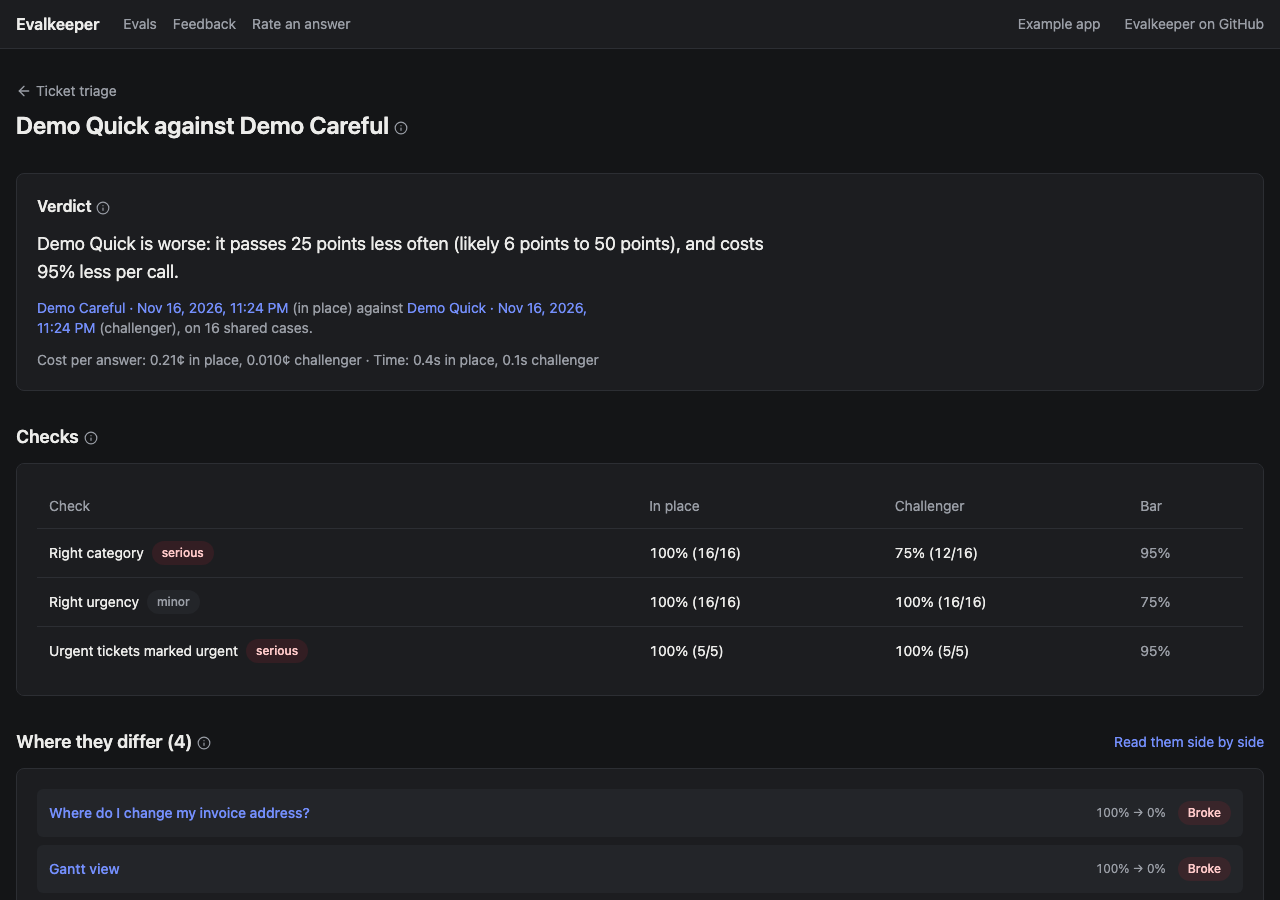 Evalkeeper Evals Feedback Rate an answer Example app Evalkeeper on GitHub
← Ticket triage
Demo Quick against Demo Careful
Verdict
Demo Quick is worse: it passes 25 points less often (likely 6 points to 50 points), and costs
95% less per call.
Demo Careful · Nov 16, 2026, 11:24 PM (in place) against Demo Quick · Nov 16, 2026,
11:24 PM (challenger), on 16 shared cases.
Cost per answer: 0.21¢ in place, 0.010¢ challenger · Time: 0.4s in place, 0.1s challenger
Checks
Check In place Challenger Bar
Right category serious 100% (16/16) 75% (12/16) 95%
Right urgency minor 100% (16/16) 100% (16/16) 75%
Urgent tickets marked urgent serious 100% (5/5) 100% (5/5) 95%
Where they differ (4) Read them side by side
Where do I change my invoice address? 100% → 0% Broke
Gantt view 100% → 0% Broke